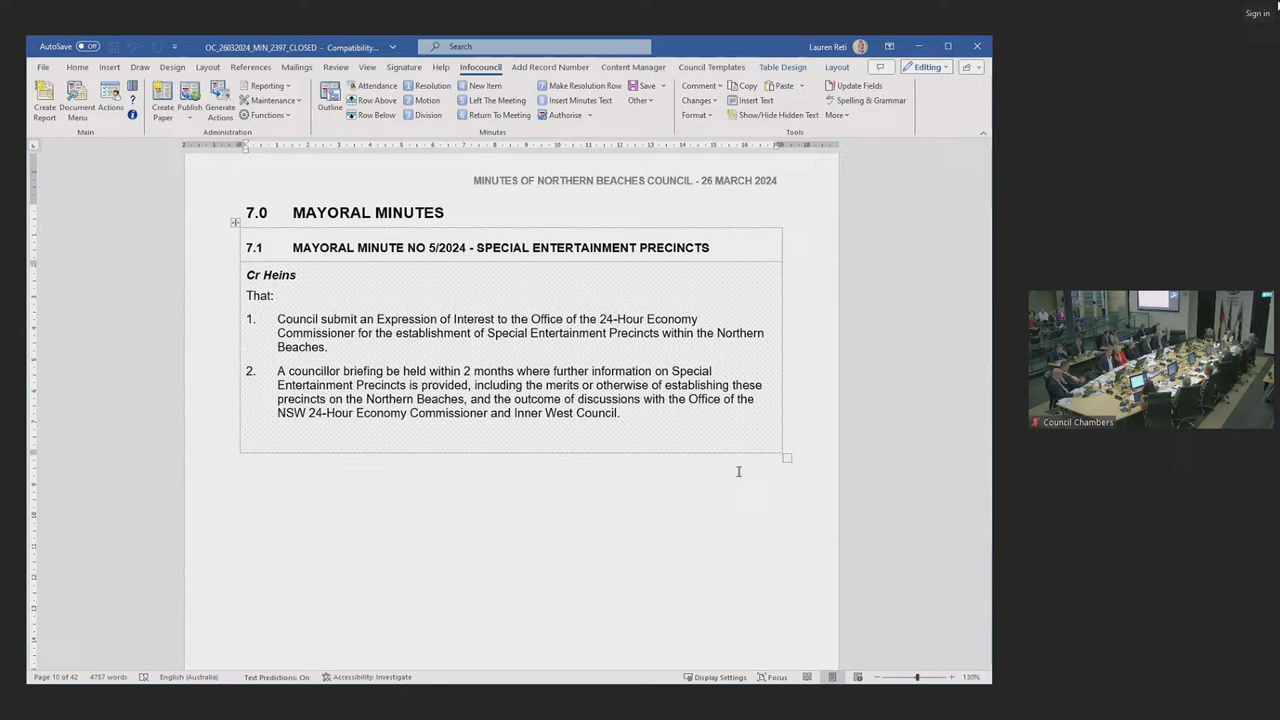 Sign in
AutoSave Off OC_26032024_MIN_2397_CLOSED - Compatibility... Search Lauren Reti
File Home Insert Draw Design Layout References Mailings Review View Signature Help Infocouncil Add Record Number Content Manager Council Templates Table Design Layout Editing
Create Report Document Menu Actions
Main
Create Paper Publish Generate Actions Reporting Maintenance Functions
Administration
Outline Attendance Row Above Row Below 1 Resolution 2 Motion 3 Division 4 New Item 5 Left The Meeting 6 Return To Meeting 7 Make Resolution Row 8 Insert Minutes Text Authorise Save Other
Minutes
Comment Changes Format Copy Paste Insert Text Show/Hide Hidden Text Update Fields Spelling & Grammar More
Tools
MINUTES OF NORTHERN BEACHES COUNCIL - 26 MARCH 2024
7.0 MAYORAL MINUTES
7.1 MAYORAL MINUTE NO 5/2024 - SPECIAL ENTERTAINMENT PRECINCTS
Cr Heins
That:
1. Council submit an Expression of Interest to the Office of the 24-Hour Economy
Commissioner for the establishment of Special Entertainment Precincts within the Northern
Beaches.
2. A councillor briefing be held within 2 months where further information on Special
Entertainment Precincts is provided, including the merits or otherwise of establishing these
precincts on the Northern Beaches, and the outcome of discussions with the Office of the
NSW 24-Hour Economy Commissioner and Inner West Council.
Council Chambers
Page 10 of 42 4757 words English (Australia) Text Predictions: On Accessibility: Investigate Display Settings Focus 130%